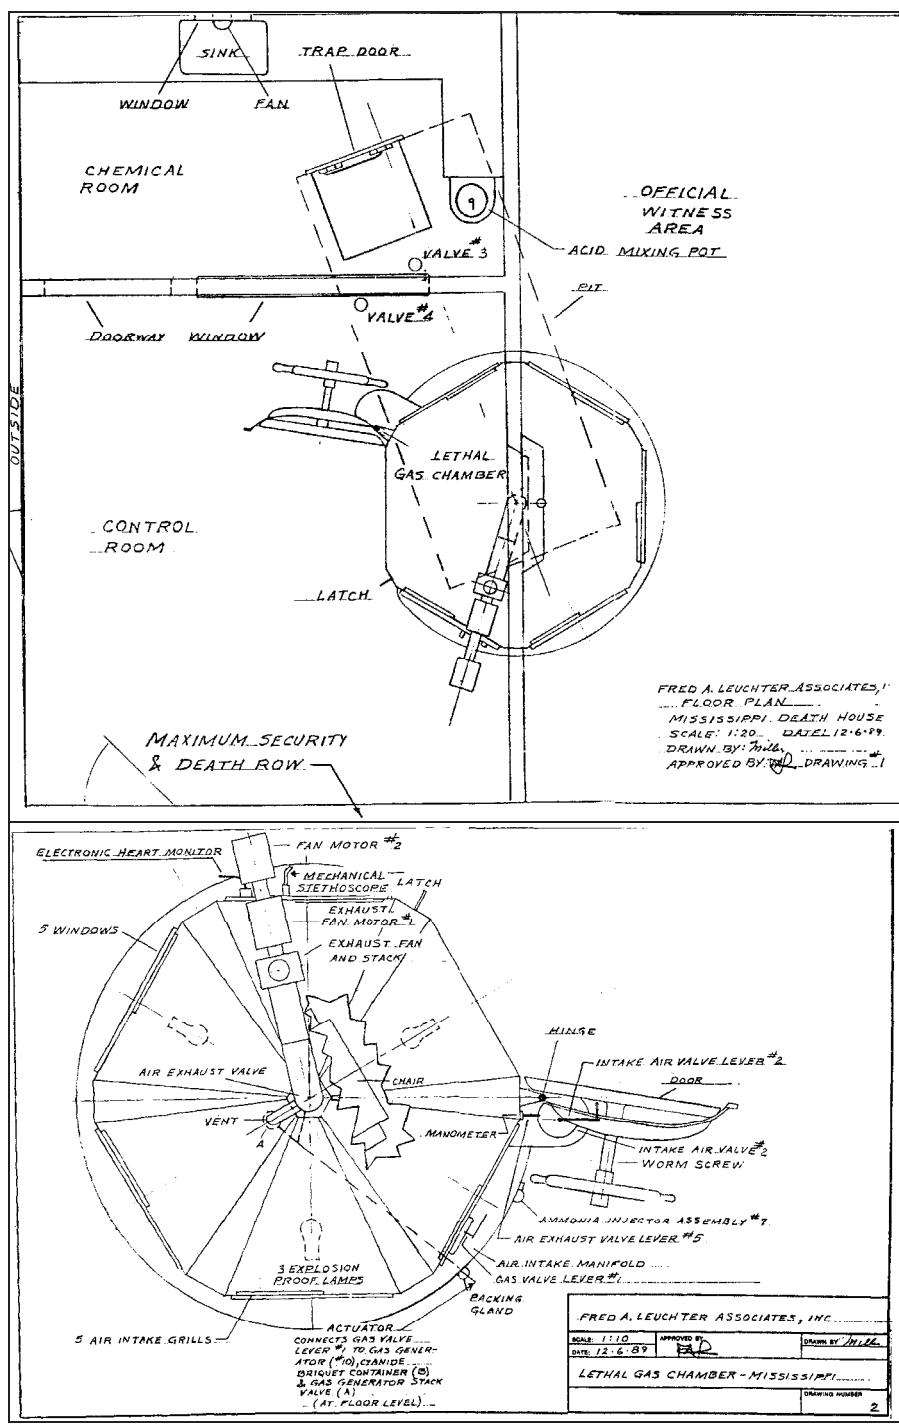 SINK
TRAP DOOR
WINDOW
FAN
CHEMICAL
ROOM
9
OFFICIAL
WITNESS
AREA
ACID MIXING POT
VALVE #3
PIT
VALVE #4
DOORWAY
WINDOW
OUTSIDE
LETHAL
GAS CHAMBER
CONTROL
ROOM
LATCH
MAXIMUM SECURITY
& DEATH ROW
FRED A. LEUCHTER ASSOCIATES, I
FLOOR PLAN
MISSISSIPPI DEATH HOUSE
SCALE: 1:20 DATE: 12-6-89
DRAWN BY: Miller
APPROVED BY: DRAWING #1
ELECTRONIC HEART MONITOR
FAN MOTOR #2
MECHANICAL
STETHOSCOPE
LATCH
EXHAUST
FAN MOTOR #1
5 WINDOWS
EXHAUST FAN
AND STACK
HINGE
INTAKE AIR VALVE LEVER #2
DOOR
AIR EXHAUST VALVE
CHAIR
VENT
A
MANOMETER
INTAKE AIR VALVE #2
WORM SCREW
AMMONIA INJECTOR ASSEMBLY #7
AIR EXHAUST VALVE LEVER #5
AIR INTAKE MANIFOLD
GAS VALVE LEVER #1
3 EXPLOSION
PROOF LAMPS
PACKING
GLAND
5 AIR INTAKE GRILLS
ACTUATOR
CONNECTS GAS VALVE
LEVER #1 TO GAS GENER-
ATOR (#10), CYANIDE
BRIQUET CONTAINER (B)
& GAS GENERATOR STACK
VALVE (A)
(AT FLOOR LEVEL)
FRED A. LEUCHTER ASSOCIATES, INC.
SCALE: 1:10
APPROVED BY
DRAWN BY Miller
DATE: 12-6-89
LETHAL GAS CHAMBER - MISSISSIPPI
DRAWING NUMBER
2